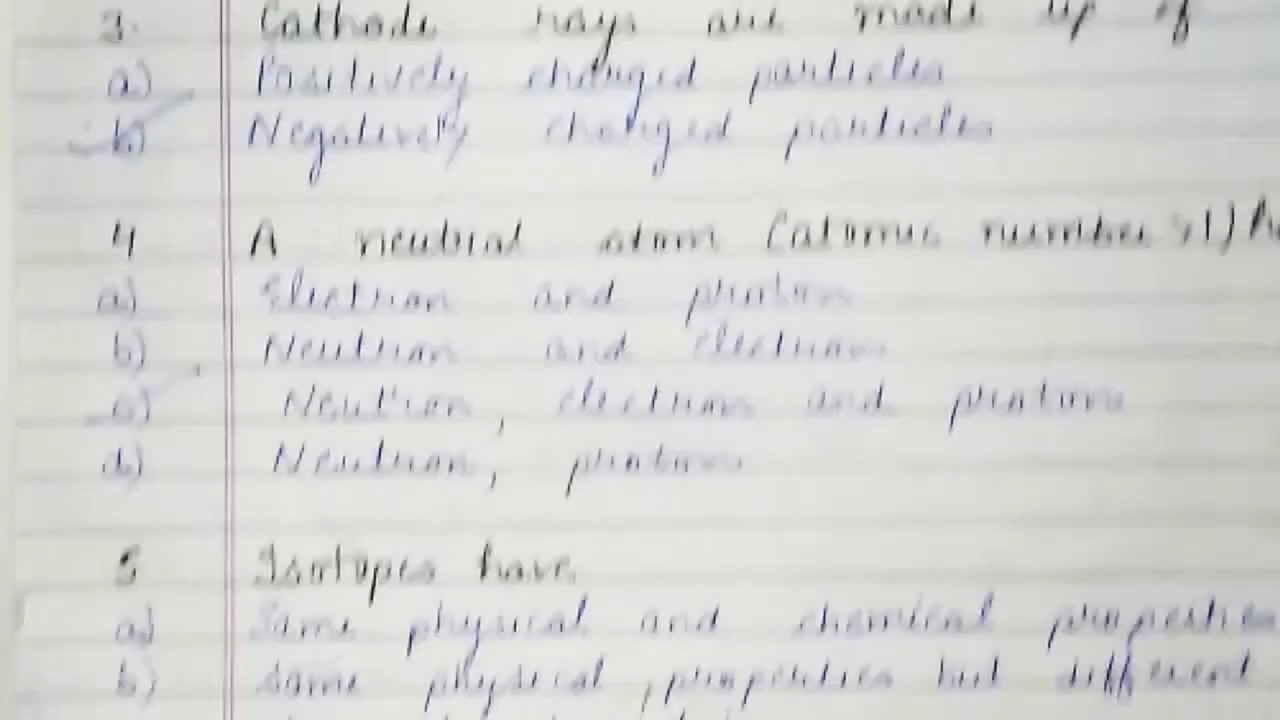 3. Cathode rays are made up of
a) Positively charged particles
b) Negatively charged particles
4 A neutral atom (atomic number >1)
a) Electron and proton
b) Neutron and electron
c) Neutron, electrons and protons
d) Neutron, protons
5 Isotopes have
a) Same physical and chemical properties
b) Same physical, properties but different